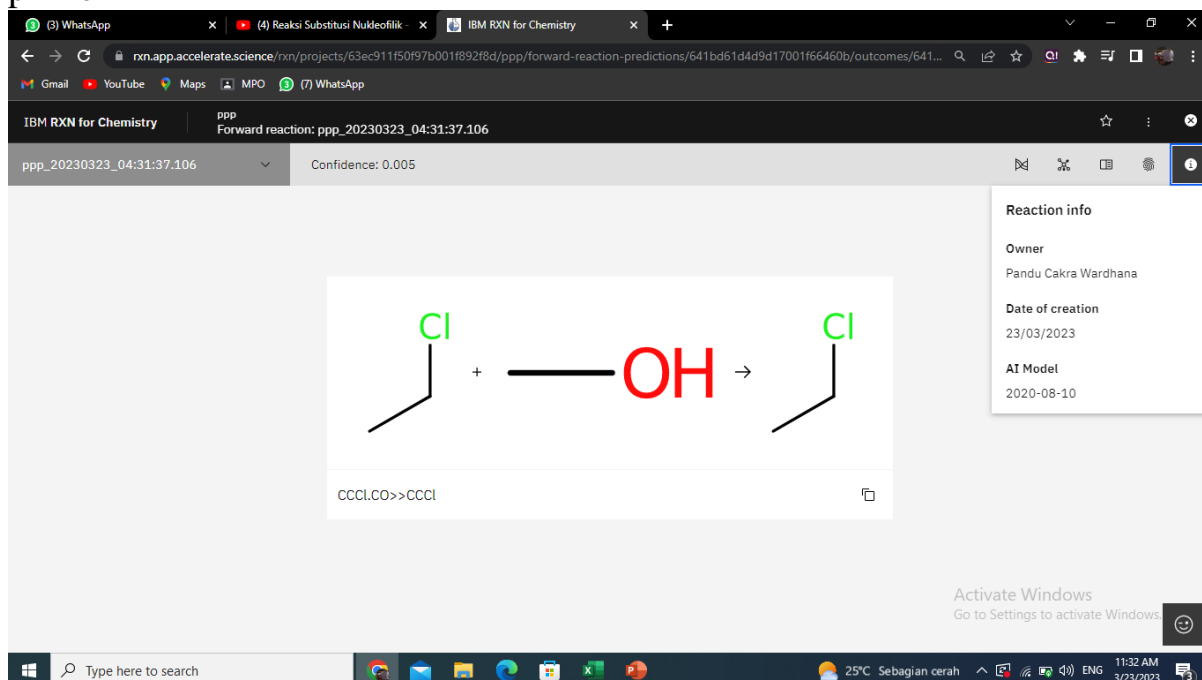 (3) WhatsApp
(4) Reaksi Substitusi Nukleofilik -
IBM RXN for Chemistry
rxn.app.accelerate.science/rxn/projects/63ec911f50f97b001f892f8d/ppp/forward-reaction-predictions/641bd61d4d9d17001f66460b/outcomes/641...
Gmail YouTube Maps MPO (7) WhatsApp
IBM RXN for Chemistry
ppp
Forward reaction: ppp_20230323_04:31:37.106
ppp_20230323_04:31:37.106
Confidence: 0.005
Reaction info
Owner
Pandu Cakra Wardhana
Date of creation
23/03/2023
AI Model
2020-08-10
Cl + OH → Cl
CCCl.CO>>CCCl
Activate Windows
Go to Settings to activate Windows.
Type here to search
25°C Sebagian cerah
ENG
11:32 AM
3/23/2023